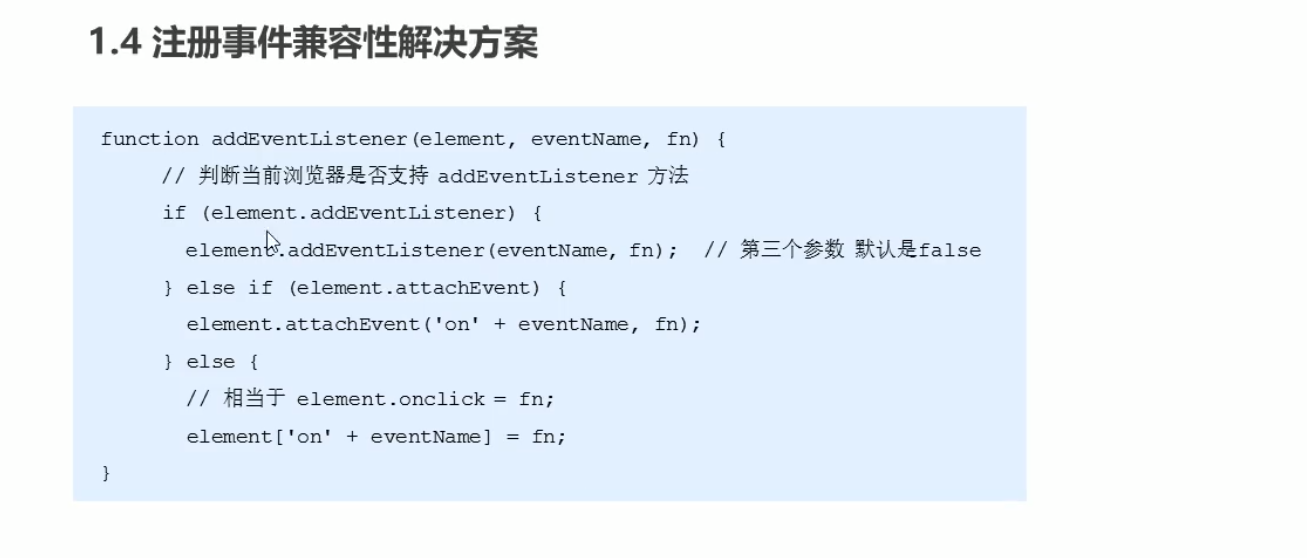 1.4 注册事件兼容性解决方案
function addEventListener(element, eventName, fn) {
// 判断当前浏览器是否支持 addEventListener 方法
if (element.addEventListener) {
element.addEventListener(eventName, fn); // 第三个参数 默认是false
} else if (element.attachEvent) {
element.attachEvent('on' + eventName, fn);
} else {
// 相当于 element.onclick = fn;
element['on' + eventName] = fn;
}